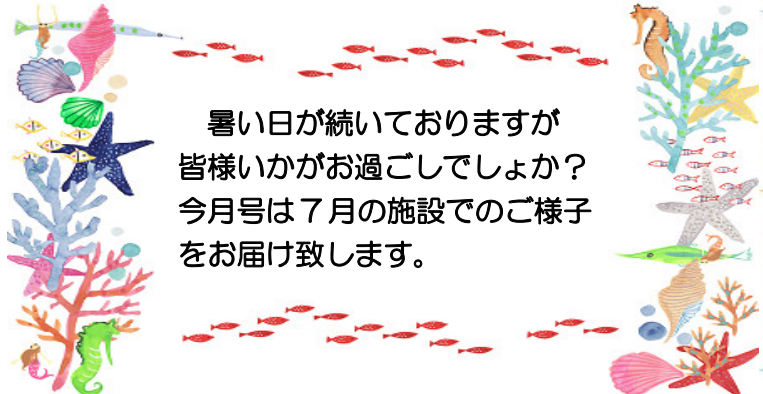 暑い日が続いておりますが
皆様いかがお過ごしでしょか？
今月号は７月の施設でのご様子
をお届け致します。